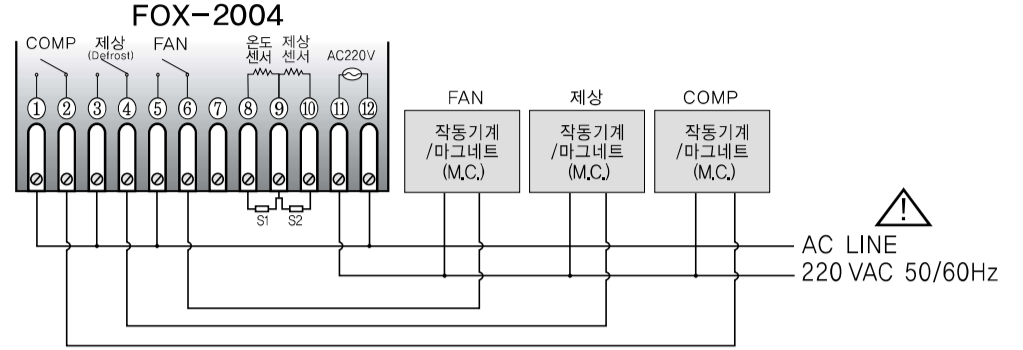 FOX-2004
COMP 제상 FAN 온도 제상 AC220V
(Defrost) 센서 센서
① ② ③ ④ ⑤ ⑥ ⑦ ⑧ ⑨ ⑩ ⑪ ⑫
S1 S2
FAN 제상 COMP
작동기계 작동기계 작동기계
/마그네트 /마그네트 /마그네트
(M.C.) (M.C.) (M.C.)
AC LINE
220 VAC 50/60Hz